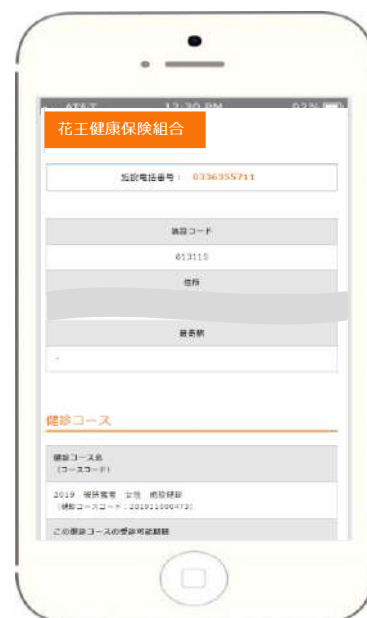 AT&T 12:30 PM 93%
花王健康保険組合
施設電話番号： 0336355711
施設コード
013115
住所
最寄駅
-
健診コース
健診コース名
(コースコード)
2019 被扶養者 女性 施設健診
(健診コースコード：201911000473)
この健診コースの受診可能期間